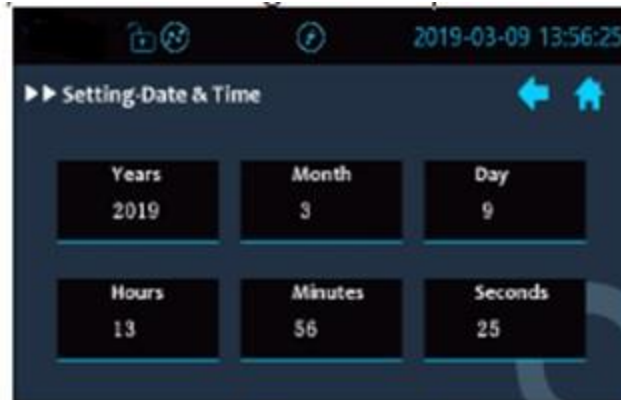 2019-03-09 13:56:25
Setting-Date & Time
Years
Month
Day
2019
3
9
Hours
Minutes
Seconds
13
56
25